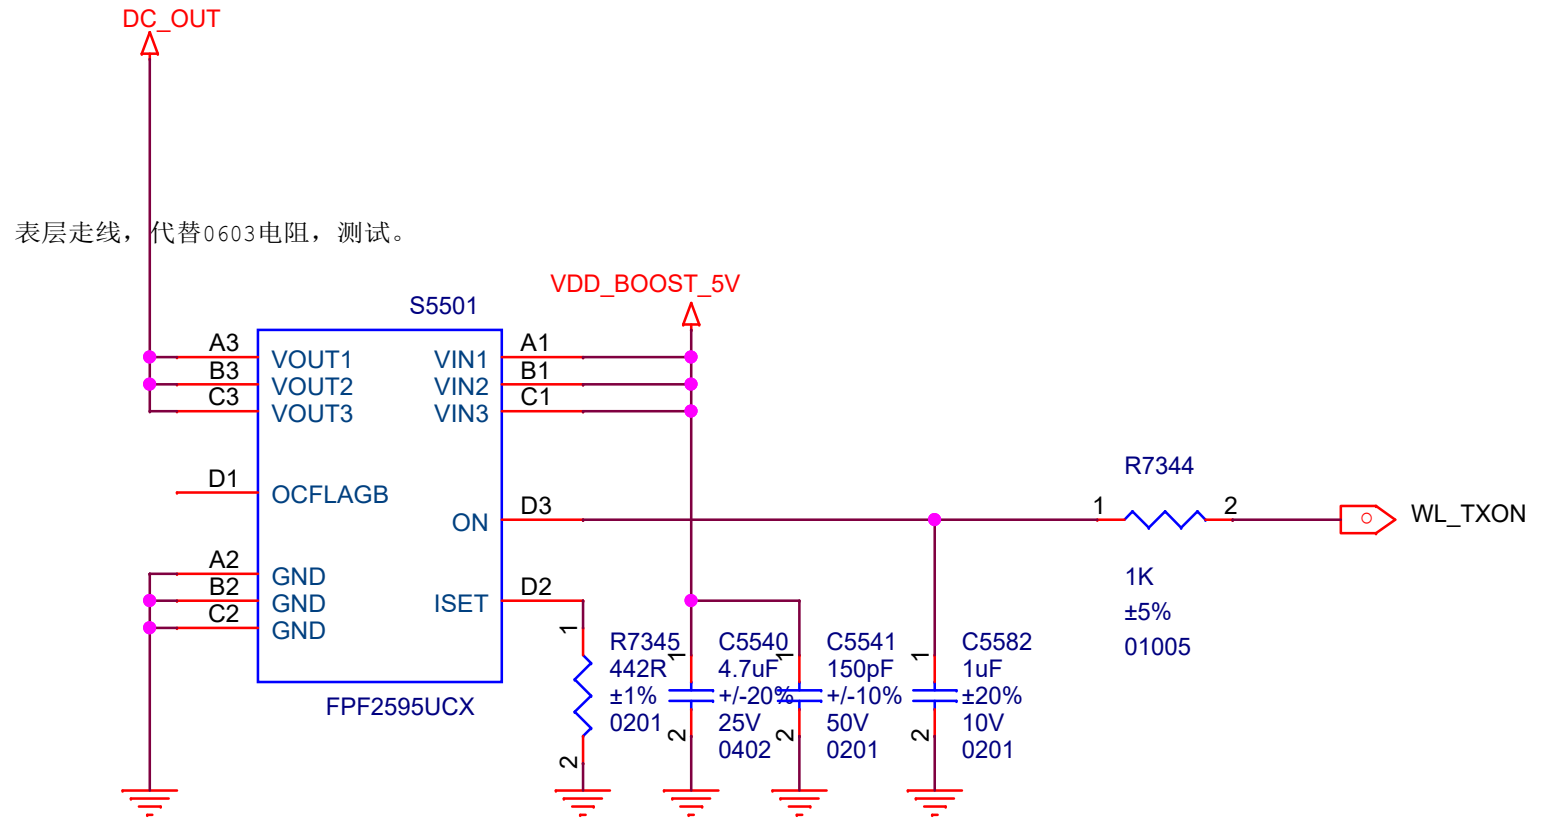 DC_OUT
表层走线，代替0603电阻，测试。
VDD_BOOST_5V
S5501
A3
VOUT1
VIN1
A1
B3
VOUT2
VIN2
B1
C3
VOUT3
VIN3
C1
D1
OCFLAGB
ON
D3
R7344
1
2
WL_TXON
1K
±5%
01005
A2
GND
B2
GND
C2
GND
ISET
D2
FPF2595UCX
1
R7345
442R
±1%
0201
2
1
C5540
4.7uF
+/-20%
25V
0402
2
1
C5541
150pF
+/-10%
50V
0201
2
1
C5582
1uF
±20%
10V
0201
2